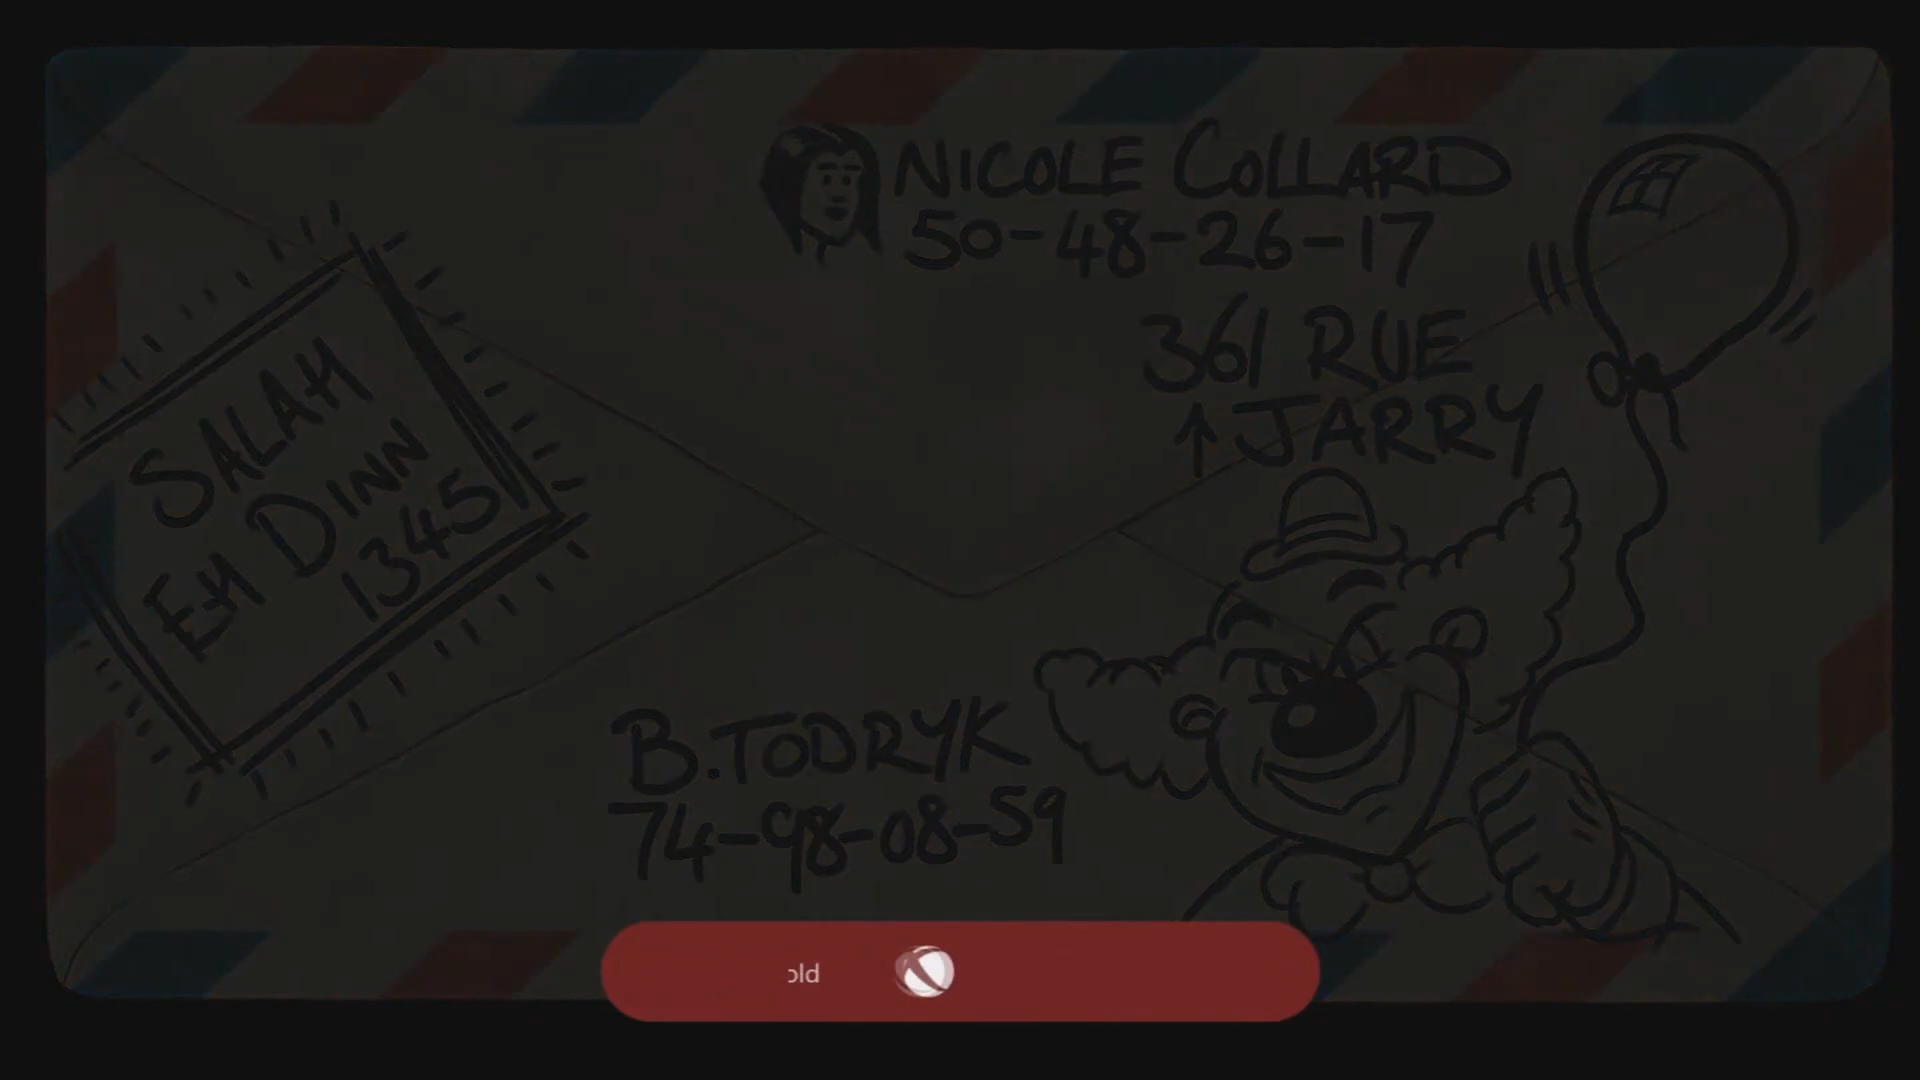 NICOLE COLLARD
50-48-26-17
361 RUE
JARRY
SALAH
EH DINN
1345
B.TODRYK
74-98-08-59
old